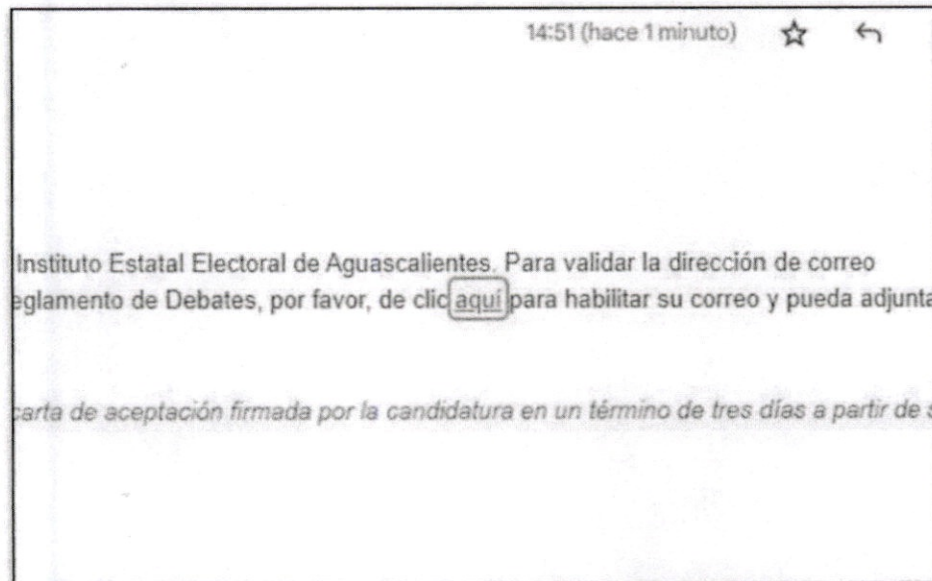 14:51 (hace 1 minuto)
Instituto Estatal Electoral de Aguascalientes. Para validar la dirección de correo
eglamento de Debates, por favor, de clic aquí para habilitar su correo y pueda adjunta
carta de aceptación firmada por la candidatura en un término de tres días a partir de s